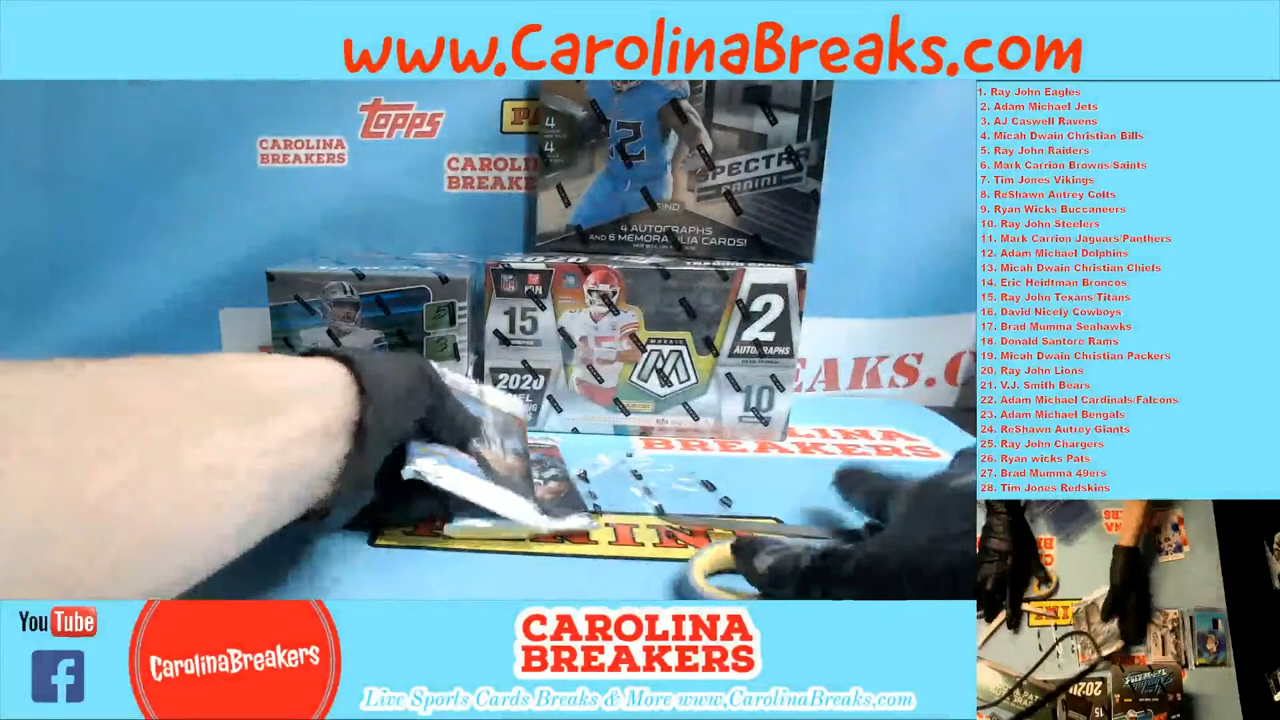 www.CarolinaBreaks.com
TOPPS
CAROLINA
BREAKERS
4
4
SPECTRA
PANINI
FIND
4 AUTOGRAPHS
2020
NFL
15
2
AUTOGRAPHS
MOSAIC
M
2020
10
BREAKERS
1. Ray John Eagles
2. Adam Michael Jets
3. AJ Caswell Ravens
4. Micah Dwain Christian Bills
5. Ray John Raiders
6. Mark Carrion Browns/Saints
7. Tim Jones Vikings
8. ReShawn Autrey Colts
9. Ryan Wicks Buccaneers
10. Ray John Steelers
11. Mark Carrion Jaguars/Panthers
12. Adam Michael Dolphins
13. Micah Dwain Christian Chiefs
14. Eric Heidtman Broncos
15. Ray John Texans/Titans
16. David Nicely Cowboys
17. Brad Mumma Seahawks
18. Donald Santore Rams
19. Micah Dwain Christian Packers
20. Ray John Lions
21. V.J. Smith Bears
22. Adam Michael Cardinals/Falcons
23. Adam Michael Bengals
24. ReShawn Autrey Giants
25. Ray John Chargers
26. Ryan wicks Pats
27. Brad Mumma 49ers
28. Tim Jones Redskins
You Tube
CarolinaBreakers
CAROLINA
BREAKERS
Live Sports Cards Breaks & More www.CarolinaBreaks.com